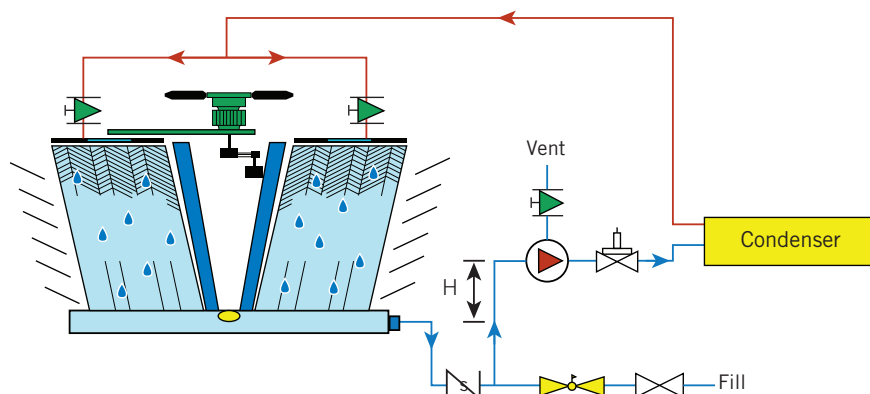 Vent
Condenser
H
s
Fill